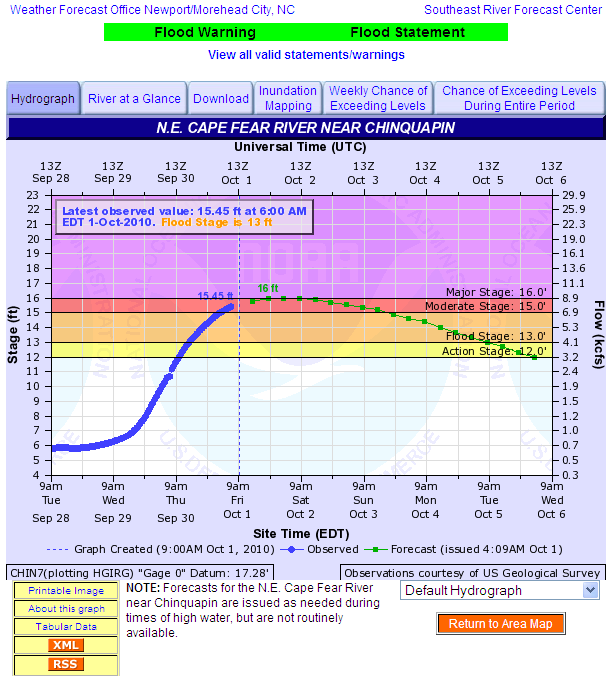 Weather Forecast Office Newport/Morehead City, NC Southeast River Forecast Center
Flood Warning Flood Statement
View all valid statements/warnings
Hydrograph River at a Glance Download Inundation Mapping Weekly Chance of Exceeding Levels Chance of Exceeding Levels During Entire Period
N.E. CAPE FEAR RIVER NEAR CHINQUAPIN
Universal Time (UTC)
13Z 13Z 13Z 13Z 13Z 13Z 13Z 13Z 13Z
Sep 28 Sep 29 Sep 30 Oct 1 Oct 2 Oct 3 Oct 4 Oct 5 Oct 6
23 29.9
22 25.9
Latest observed value: 15.45 ft at 6:00 AM
EDT 1-Oct-2010. Flood Stage is 13 ft
21 22.3
20 19.0
19 16.1
18 13.6
17 11.1
16 ft
15.45 ft
Major Stage: 16.0'
16 8.9
Moderate Stage: 15.0'
15 6.9
14 5.3
Flood Stage: 13.0'
13 4.1
Action Stage: 12.0'
12 3.2
11 2.4
10 1.9
9 1.5
8 1.2
7 1.0
6 0.7
5 0.5
4 0.3
Stage (ft)
Flow (kcfs)
9am 9am 9am 9am 9am 9am 9am 9am 9am
Tue Wed Thu Fri Sat Sun Mon Tue Wed
Sep 28 Sep 29 Sep 30 Oct 1 Oct 2 Oct 3 Oct 4 Oct 5 Oct 6
Site Time (EDT)
---- Graph Created (9:00AM Oct 1, 2010) Observed Forecast (issued 4:09AM Oct 1)
CHIN7(plotting HGIRG) "Gage 0" Datum: 17.28' Observations courtesy of US Geological Survey
Printable Image
About this graph
Tabular Data
XML
RSS
NOTE: Forecasts for the N.E. Cape Fear River
near Chinquapin are issued as needed during
times of high water, but are not routinely
available.
Default Hydrograph
Return to Area Map